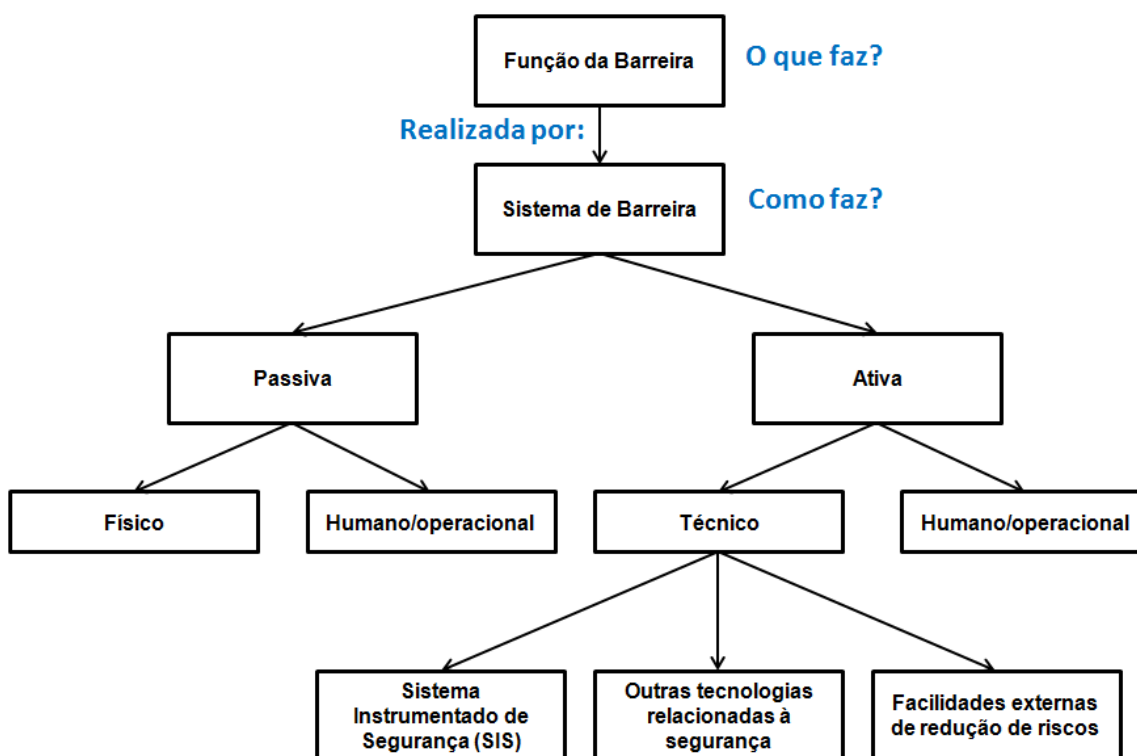 Função da Barreira
O que faz?
Realizada por:
Sistema de Barreira
Como faz?
Passiva
Ativa
Físico
Humano/operacional
Técnico
Humano/operacional
Sistema
Instrumentado de
Segurança (SIS)
Outras tecnologias
relacionadas à
segurança
Facilidades externas
de redução de riscos